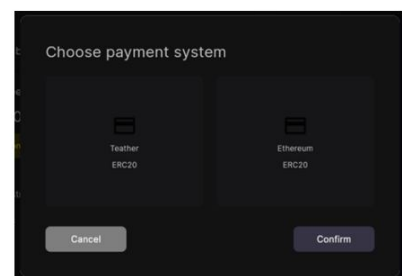 Choose payment system
Teather
ERC20
Ethereum
ERC20
Cancel
Confirm